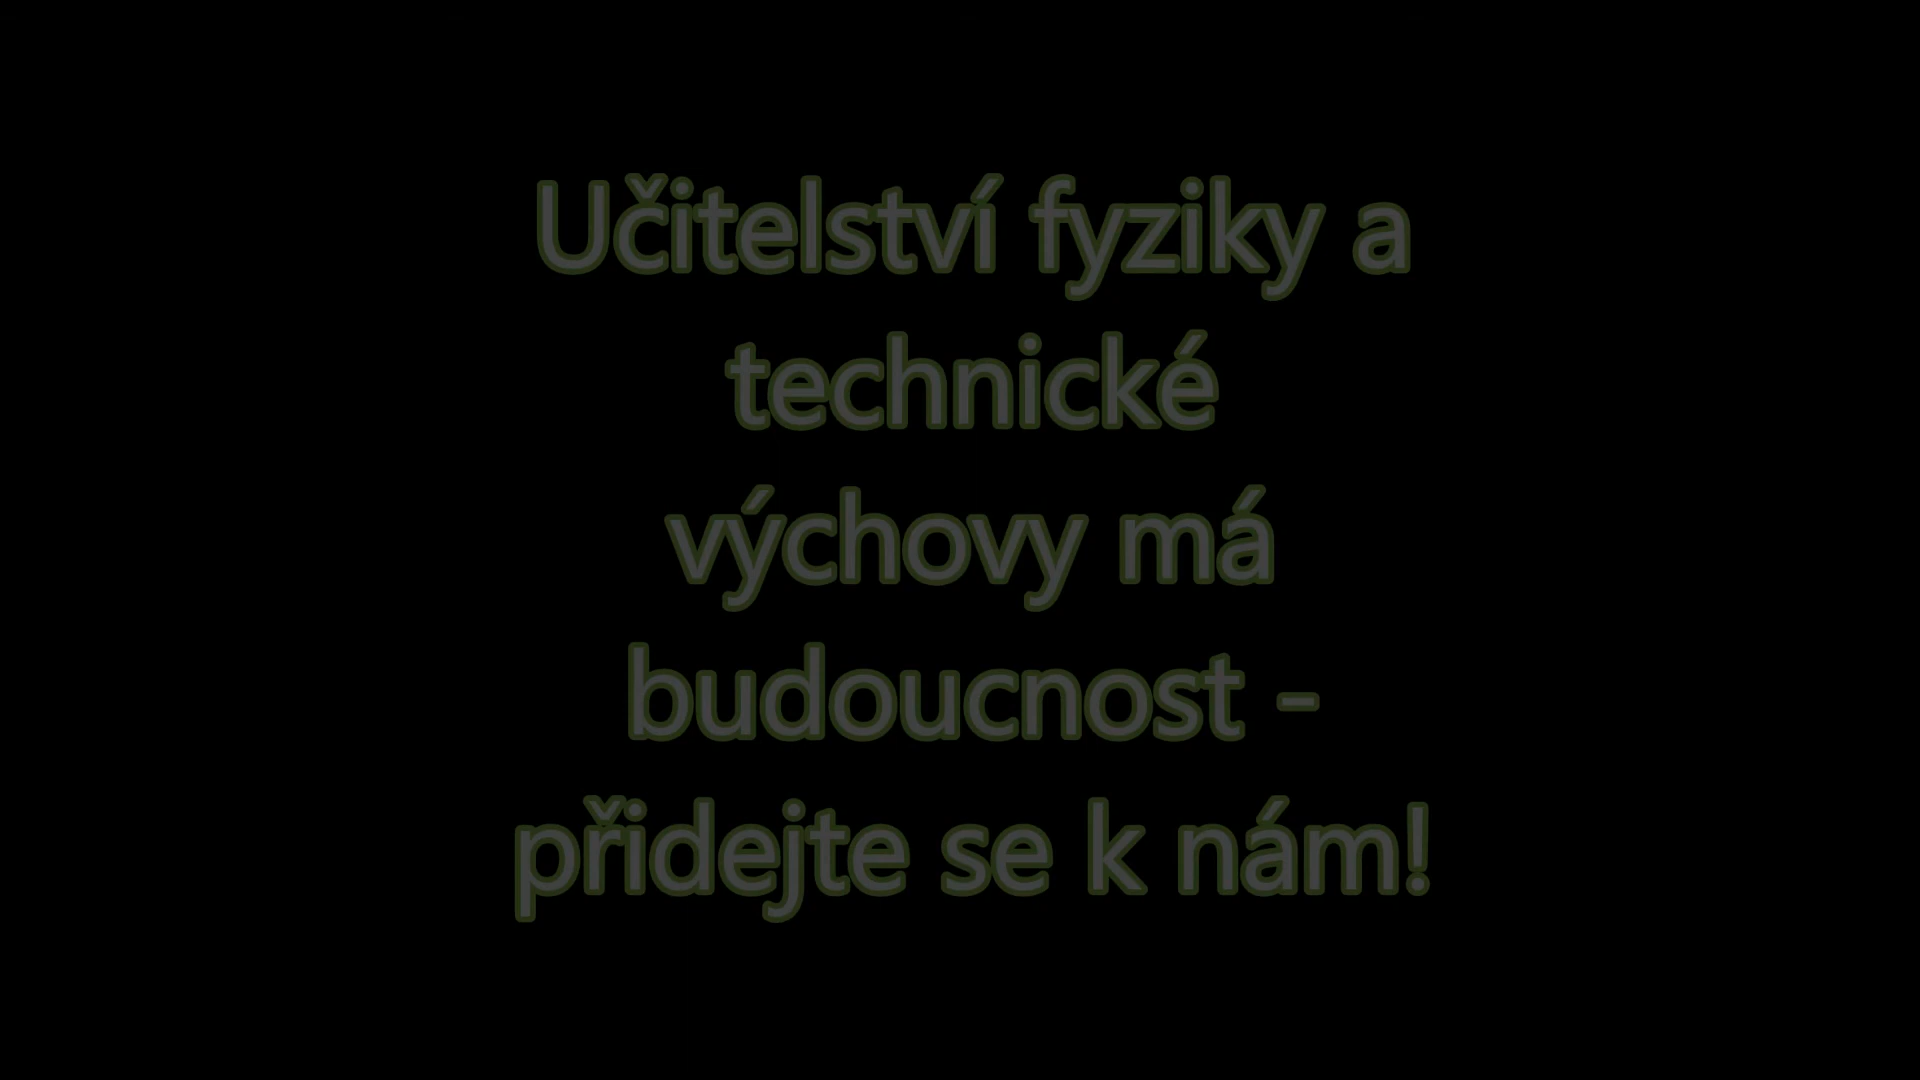 Učitelství fyziky a
technické
výchovy má
budoucnost -
přidejte se k nám!